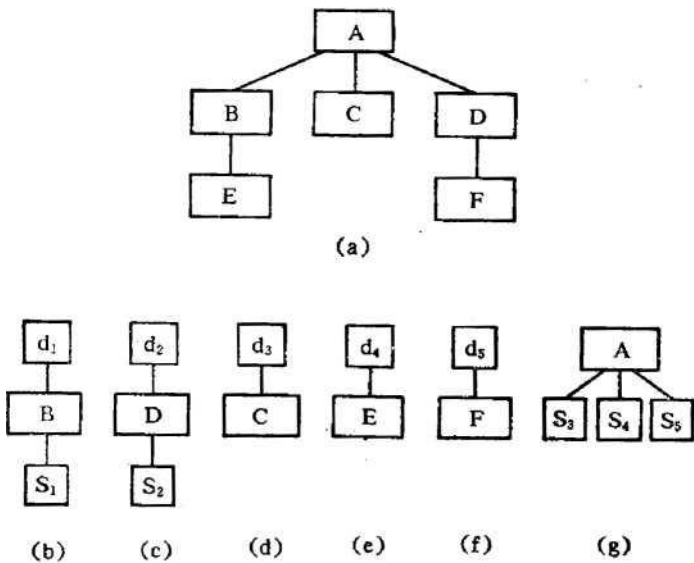 A
B C D
E F
(a)
d₁ d₂ d₃ d₄ d₅ A
B D C E F
S₃ S₄ S₅
S₁ S₂
(b) (c) (d) (e) (f) (g)